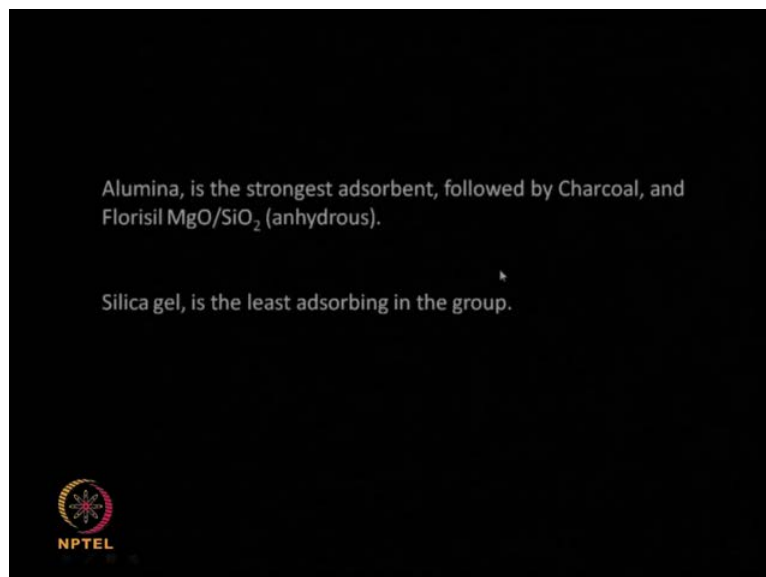 Alumina, is the strongest adsorbent, followed by Charcoal, and
Florisil MgO/SiO₂ (anhydrous).
Silica gel, is the least adsorbing in the group.
NPTEL